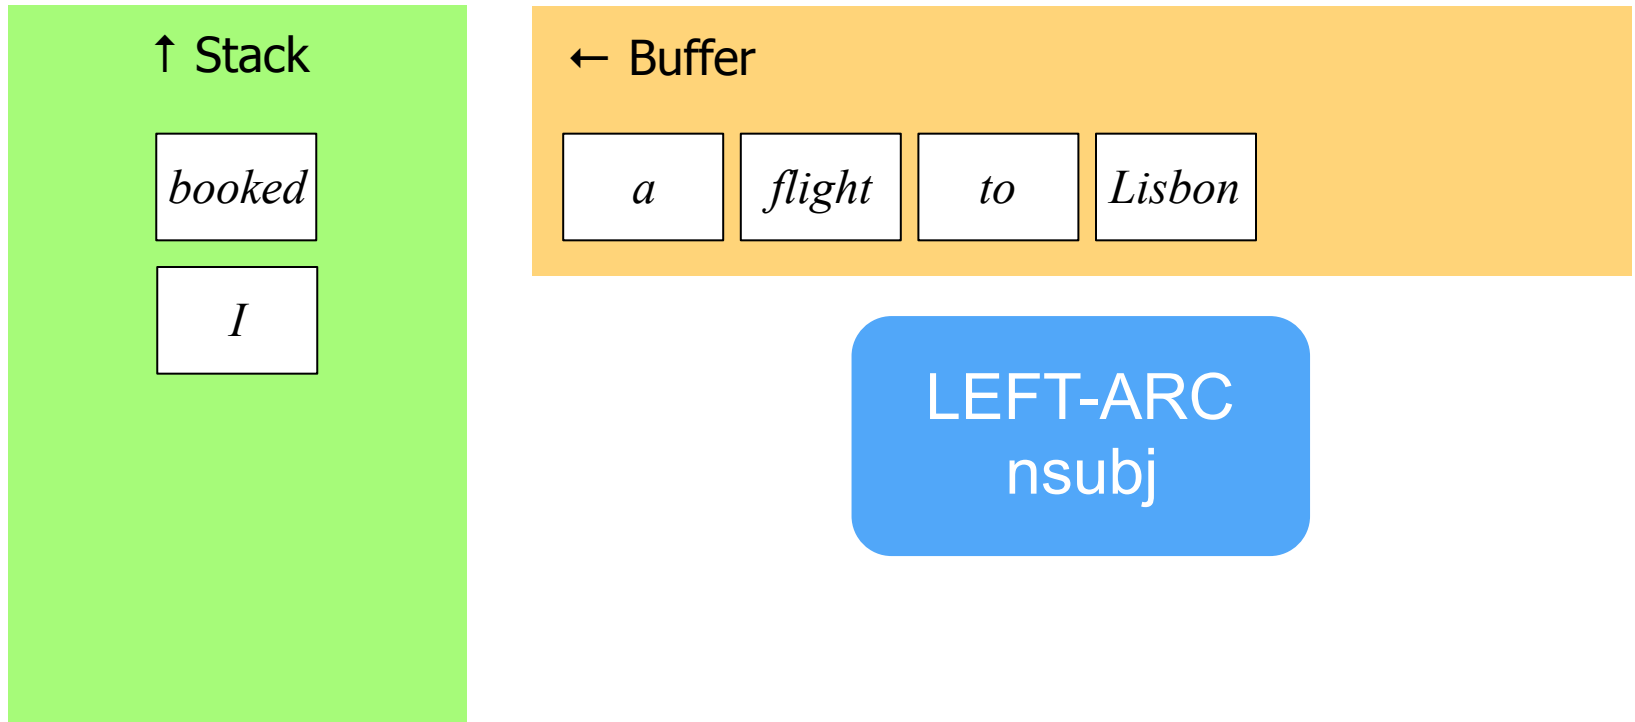 ↑ Stack
booked
I
← Buffer
a flight to Lisbon
LEFT-ARC
nsubj